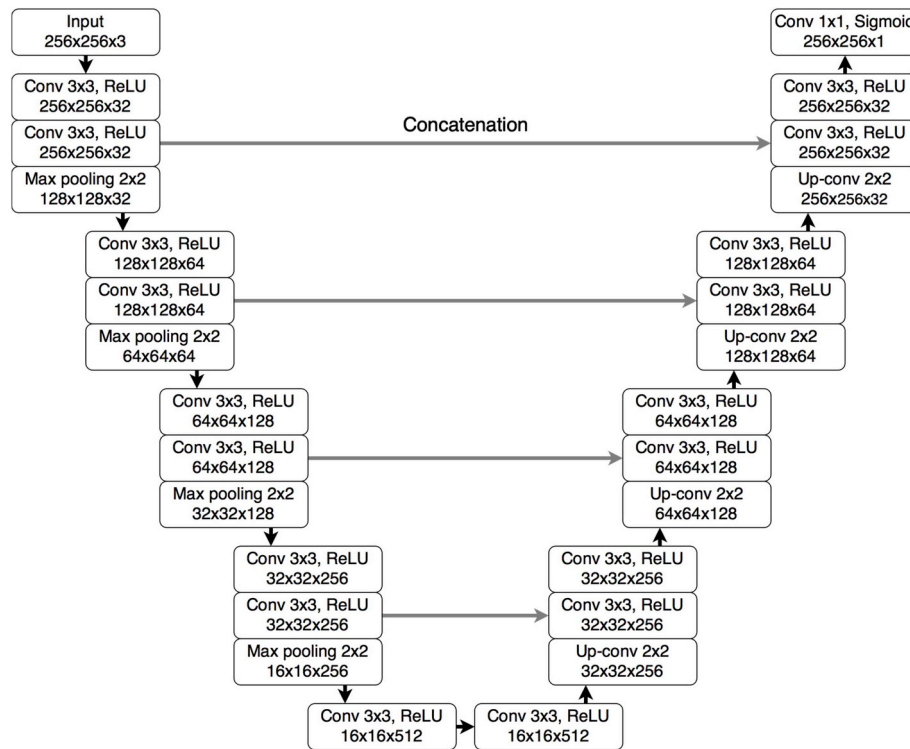 Input
256x256x3
Conv 3x3, ReLU
256x256x32
Conv 3x3, ReLU
256x256x32
Max pooling 2x2
128x128x32
Conv 3x3, ReLU
128x128x64
Conv 3x3, ReLU
128x128x64
Max pooling 2x2
64x64x64
Conv 3x3, ReLU
64x64x128
Conv 3x3, ReLU
64x64x128
Max pooling 2x2
32x32x128
Conv 3x3, ReLU
32x32x256
Conv 3x3, ReLU
32x32x256
Max pooling 2x2
16x16x256
Conv 3x3, ReLU
16x16x512
Conv 3x3, ReLU
16x16x512
Concatenation
Conv 1x1, Sigmoid
256x256x1
Conv 3x3, ReLU
256x256x32
Conv 3x3, ReLU
256x256x32
Up-conv 2x2
256x256x32
Conv 3x3, ReLU
128x128x64
Conv 3x3, ReLU
128x128x64
Up-conv 2x2
128x128x64
Conv 3x3, ReLU
64x64x128
Conv 3x3, ReLU
64x64x128
Up-conv 2x2
64x64x128
Conv 3x3, ReLU
32x32x256
Conv 3x3, ReLU
32x32x256
Up-conv 2x2
32x32x256